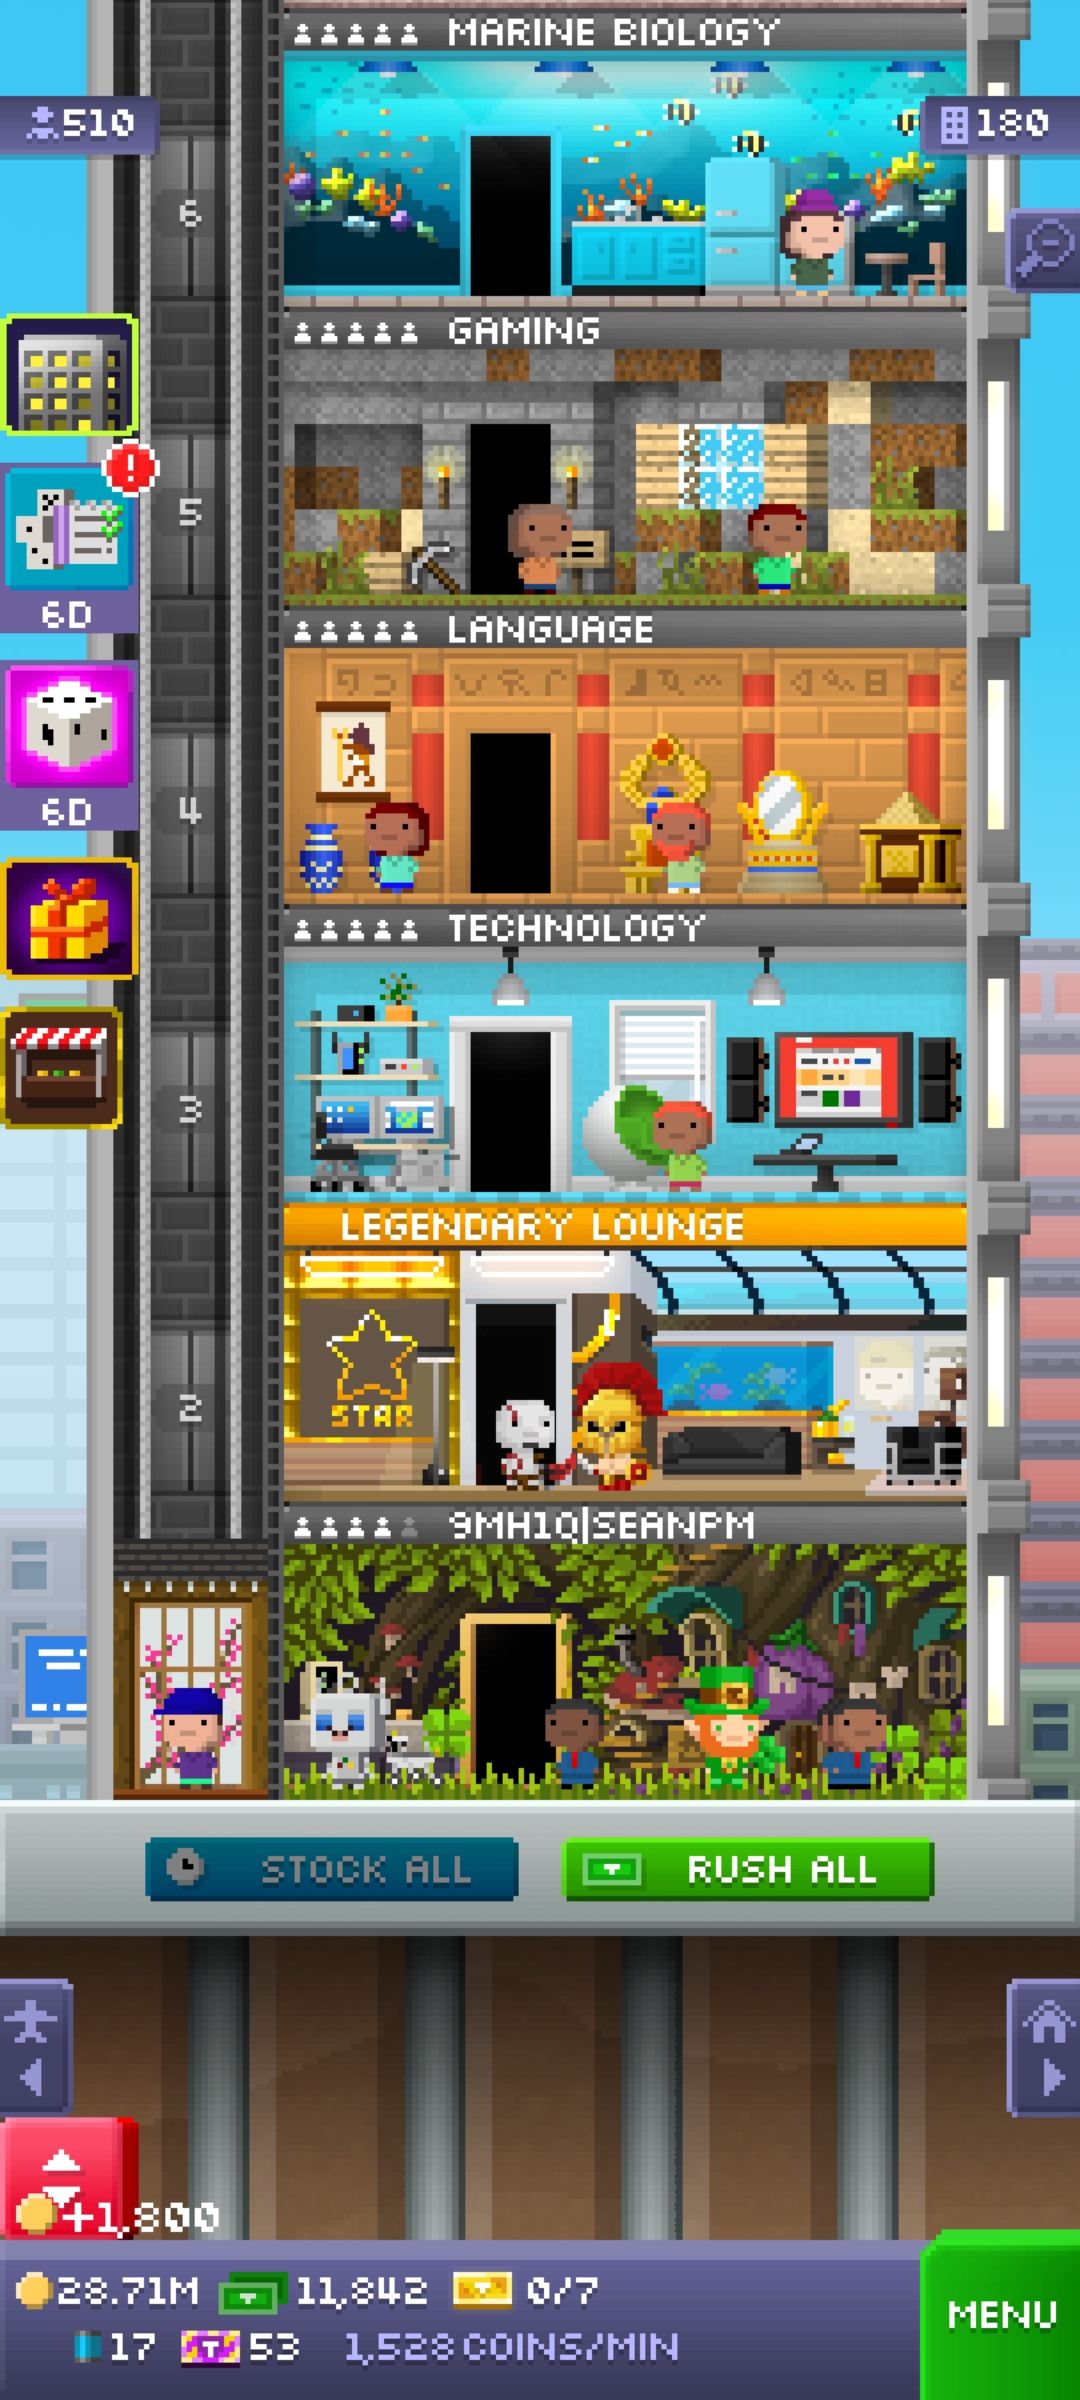 MARINE BIOLOGY
510
180
6
GAMING
5
6D
LANGUAGE
6D
4
TECHNOLOGY
3
LEGENDARY LOUNGE
STAR
2
9MH1Q|SEANPM
STOCK ALL
RUSH ALL
+1,800
28.71M 11,842 0/7
17 53 1,528 COINS/MIN
MENU